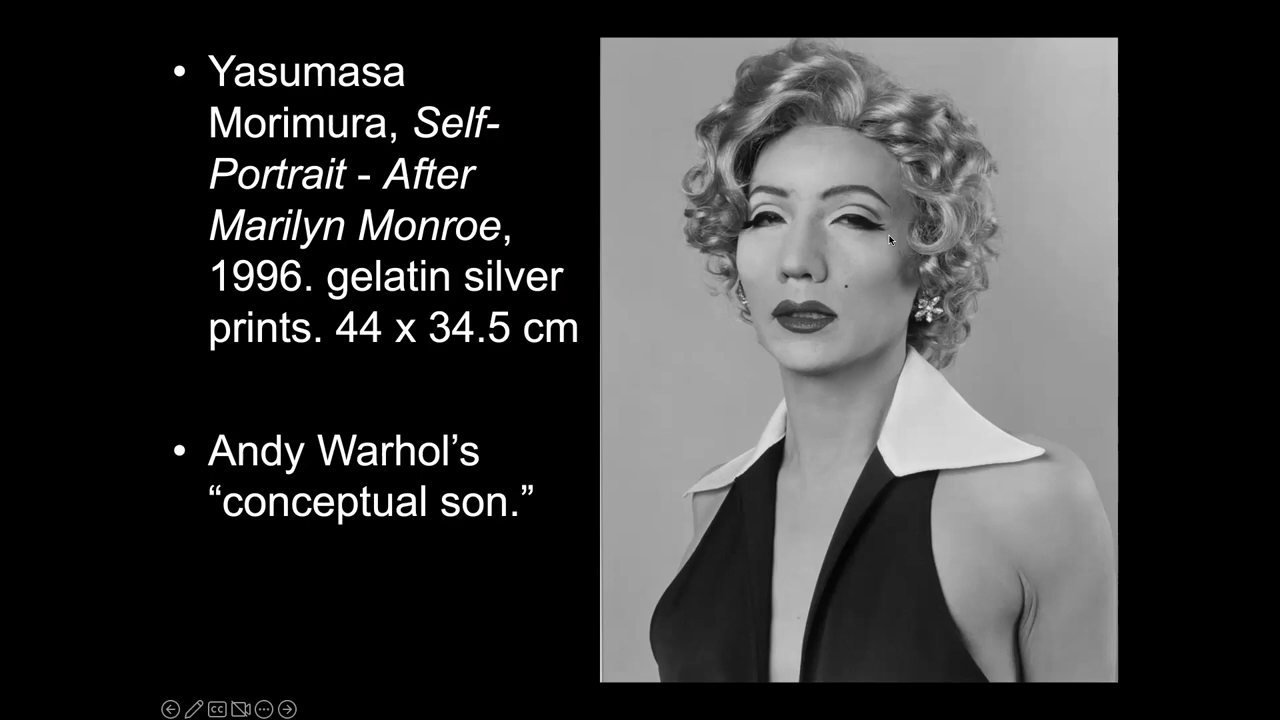 • Yasumasa
Morimura, Self-
Portrait - After
Marilyn Monroe,
1996. gelatin silver
prints. 44 x 34.5 cm
• Andy Warhol’s
“conceptual son.”
CC